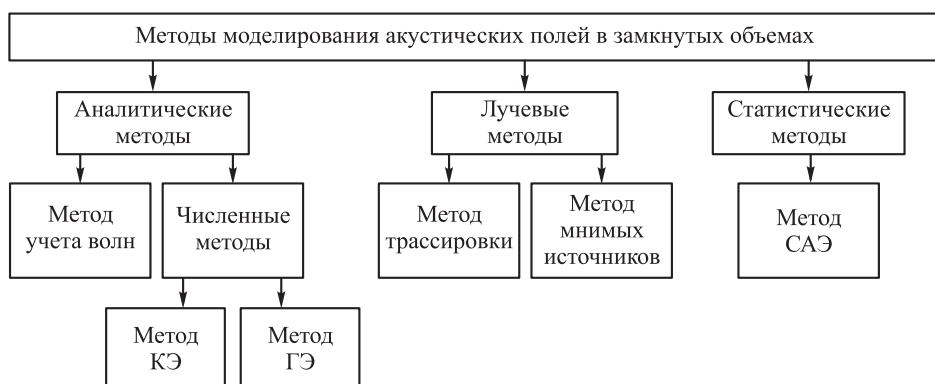 Методы моделирования акустических полей в замкнутых объемах
Аналитические
методы
Лучевые
методы
Статистические
методы
Метод
учета волн
Численные
методы
Метод
трассировки
Метод
мнимых
источников
Метод
САЭ
Метод
КЭ
Метод
ГЭ